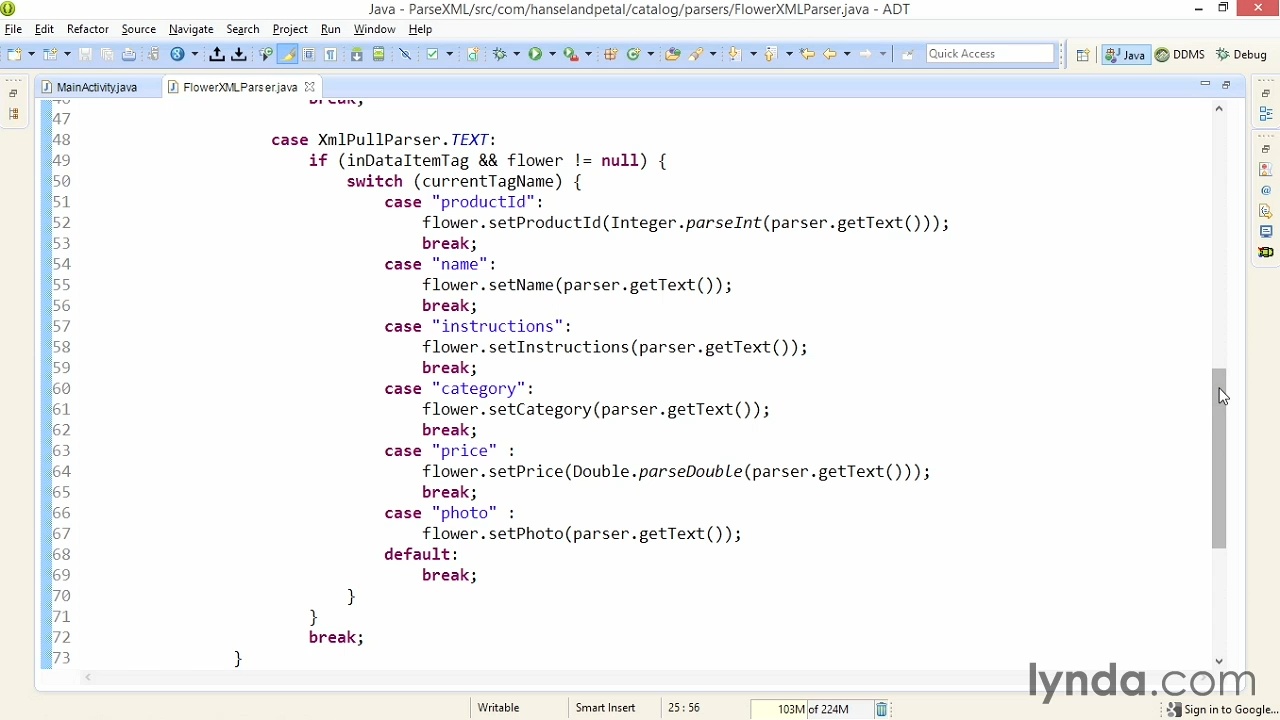 Java - ParseXML/src/com/hanselandpetal/catalog/parsers/FlowerXMLParser.java - ADT
File Edit Refactor Source Navigate Search Project Run Window Help
Quick Access Java DDMS Debug
MainActivity.java FlowerXMLParser.java
46 break;
47
48 case XmlPullParser.TEXT:
49 if (inDataItemTag && flower != null) {
50 switch (currentTagName) {
51 case "productId":
52 flower.setProductId(Integer.parseInt(parser.getText()));
53 break;
54 case "name":
55 flower.setName(parser.getText());
56 break;
57 case "instructions":
58 flower.setInstructions(parser.getText());
59 break;
60 case "category":
61 flower.setCategory(parser.getText());
62 break;
63 case "price" :
64 flower.setPrice(Double.parseDouble(parser.getText()));
65 break;
66 case "photo" :
67 flower.setPhoto(parser.getText());
68 default:
69 break;
70 }
71 }
72 break;
73 }
lynda.com
Writable Smart Insert 25 : 56 103M of 224M Sign in to Google...